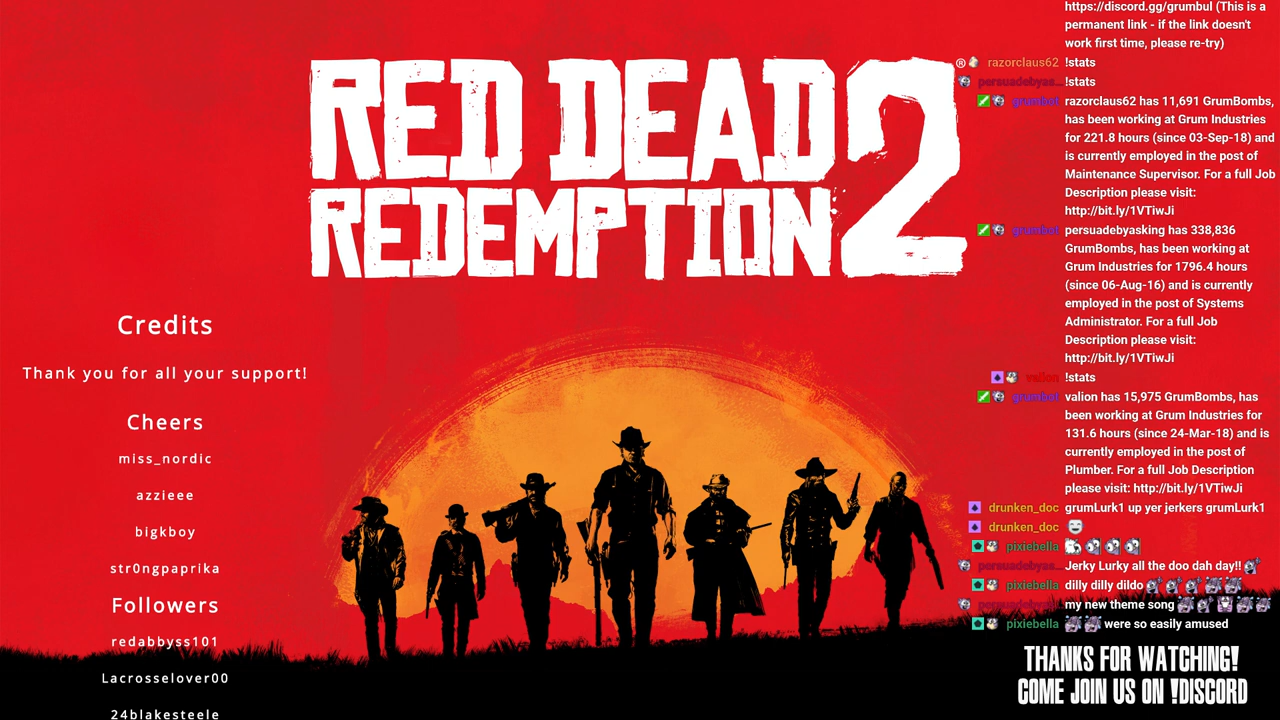 RED DEAD
REDEMPTION 2
Credits
Thank you for all your support!
Cheers
miss_nordic
azzieee
bigkboy
str0ngpaprika
Followers
redabbyss101
Lacrosselover00
24blakesteele
https://discord.gg/grumbul (This is a
permanent link - if the link doesn't
work first time, please re-try)
razorclaus62 !stats
persuadebyas... !stats
grumbot razorclaus62 has 11,691 GrumBombs,
has been working at Grum Industries
for 221.8 hours (since 03-Sep-18) and
is currently employed in the post of
Maintenance Supervisor. For a full Job
Description please visit:
http://bit.ly/1VTiwJi
grumbot persuadebyasking has 338,836
GrumBombs, has been working at
Grum Industries for 1796.4 hours
(since 06-Aug-16) and is currently
employed in the post of Systems
Administrator. For a full Job
Description please visit:
http://bit.ly/1VTiwJi
valion !stats
grumbot valion has 15,975 GrumBombs, has
been working at Grum Industries for
131.6 hours (since 24-Mar-18) and is
currently employed in the post of
Plumber. For a full Job Description
please visit: http://bit.ly/1VTiwJi
drunken_doc grumLurk1 up yer jerkers grumLurk1
drunken_doc
pixiebella
persuadebyas... Jerky Lurky all the doo dah day!!
pixiebella dilly dilly dildo
persuadebyas... my new theme song
pixiebella were so easily amused
THANKS FOR WATCHING!
COME JOIN US ON !DISCORD